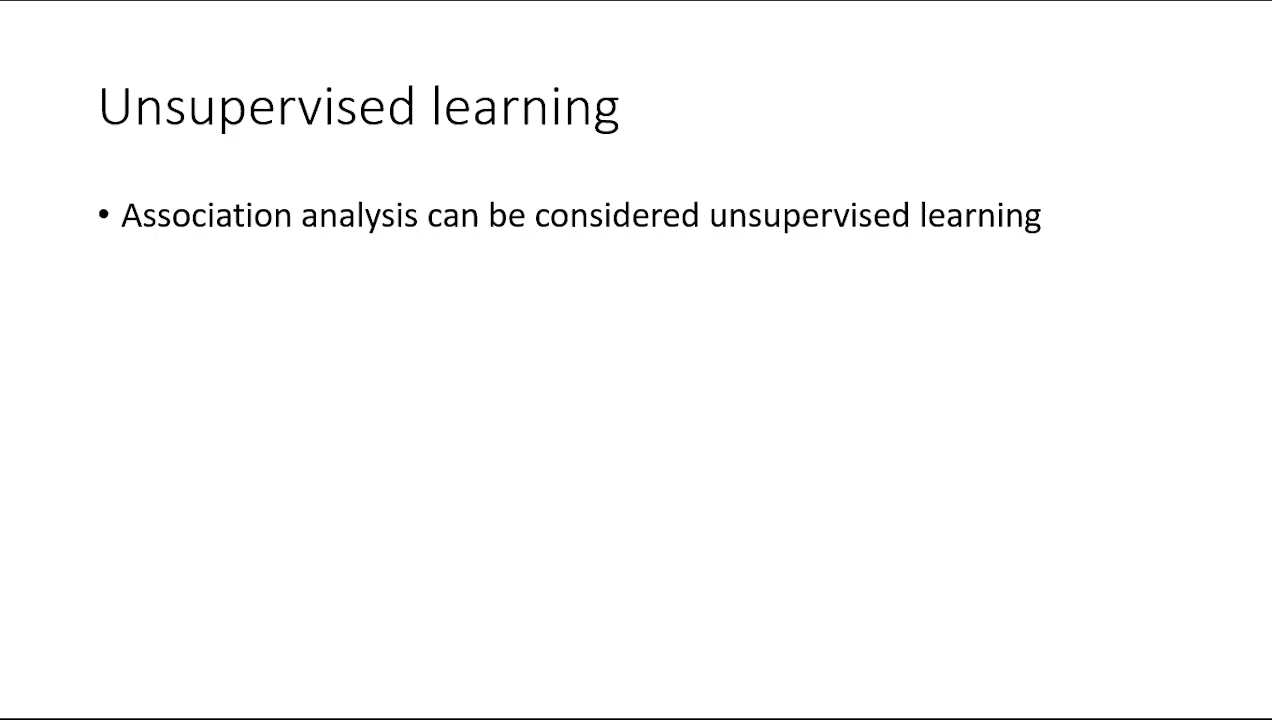 Unsupervised learning
• Association analysis can be considered unsupervised learning